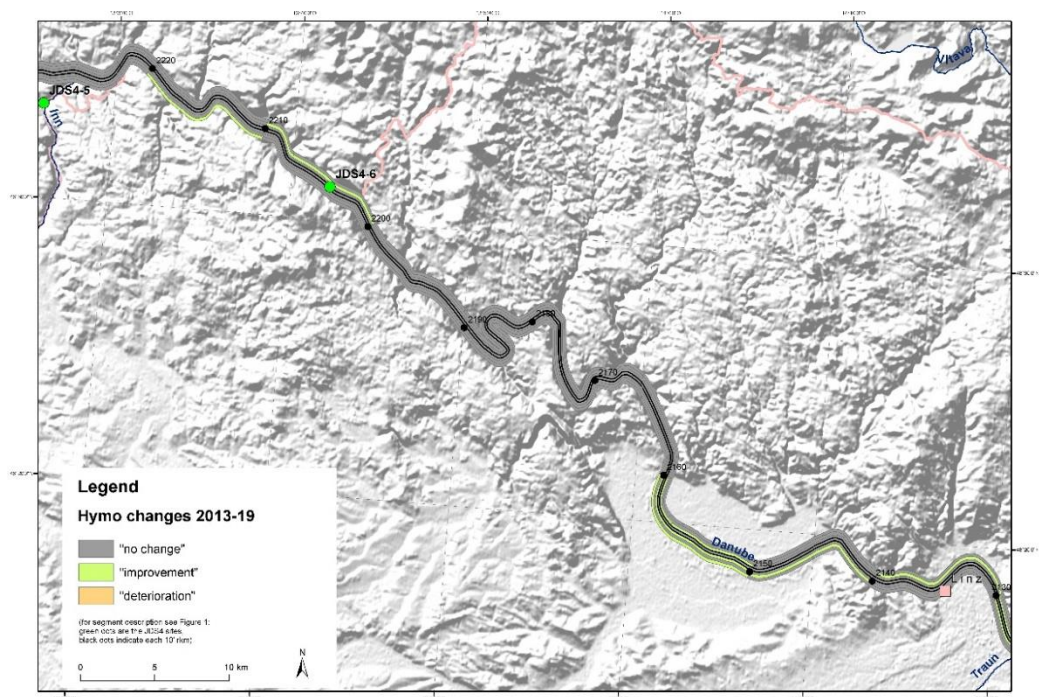 Vltava
2220
JDS4-5
Inn
2210
JDS4-6
2200
2190
2180
2170
2160
Danube
2150
2140
Linz
2130
Traun
Legend
Hymo changes 2013-19
"no change"
"improvement"
"deterioration"
(for segment description see Figure 1;
green dots are the JDS4 sites,
black dots indicate each 10 rkm)
0 5 10 km
N